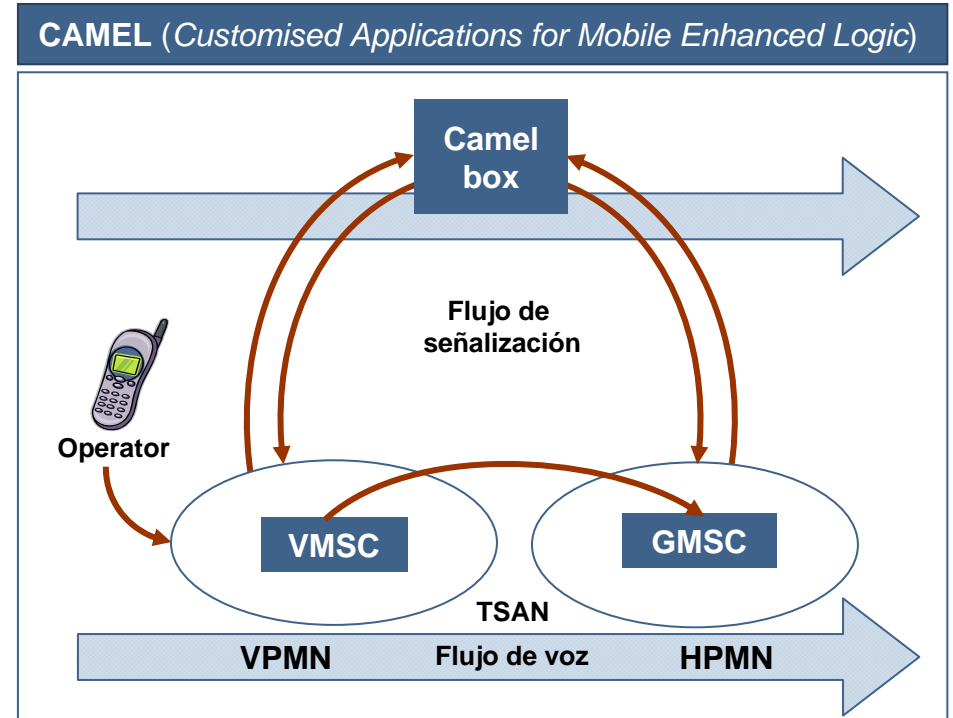 CAMEL (Customised Applications for Mobile Enhanced Logic)
Camel
box
Flujo de
señalización
Operator
VMSC
GMSC
TSAN
VPMN
Flujo de voz
HPMN